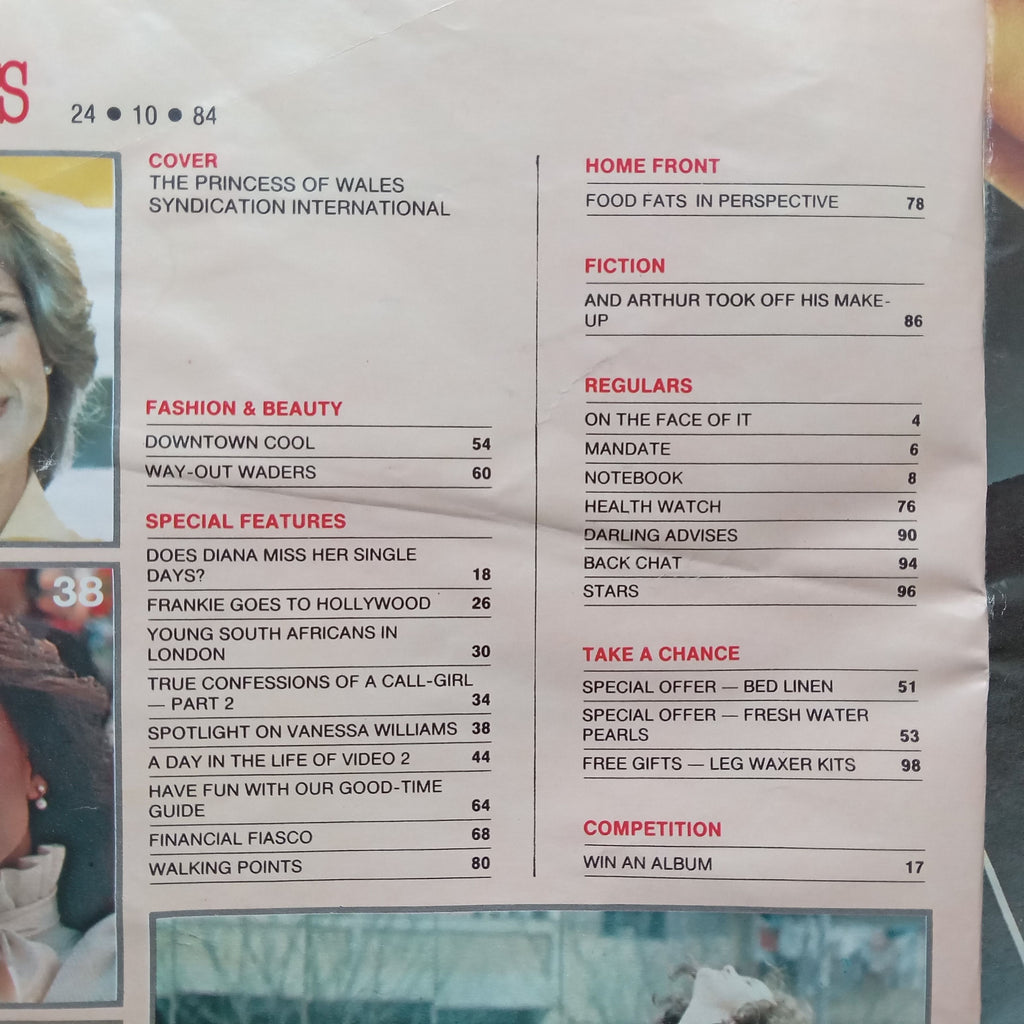 S
24 • 10 • 84
COVER
THE PRINCESS OF WALES
SYNDICATION INTERNATIONAL
FASHION & BEAUTY
DOWNTOWN COOL 54
WAY-OUT WADERS 60
SPECIAL FEATURES
DOES DIANA MISS HER SINGLE
DAYS? 18
FRANKIE GOES TO HOLLYWOOD 26
YOUNG SOUTH AFRICANS IN
LONDON 30
TRUE CONFESSIONS OF A CALL-GIRL
— PART 2 34
SPOTLIGHT ON VANESSA WILLIAMS 38
A DAY IN THE LIFE OF VIDEO 2 44
HAVE FUN WITH OUR GOOD-TIME
GUIDE 64
FINANCIAL FIASCO 68
WALKING POINTS 80
HOME FRONT
FOOD FATS IN PERSPECTIVE 78
FICTION
AND ARTHUR TOOK OFF HIS MAKE-
UP 86
REGULARS
ON THE FACE OF IT 4
MANDATE 6
NOTEBOOK 8
HEALTH WATCH 76
DARLING ADVISES 90
BACK CHAT 94
STARS 96
TAKE A CHANCE
SPECIAL OFFER — BED LINEN 51
SPECIAL OFFER — FRESH WATER
PEARLS 53
FREE GIFTS — LEG WAXER KITS 98
COMPETITION
WIN AN ALBUM 17
38